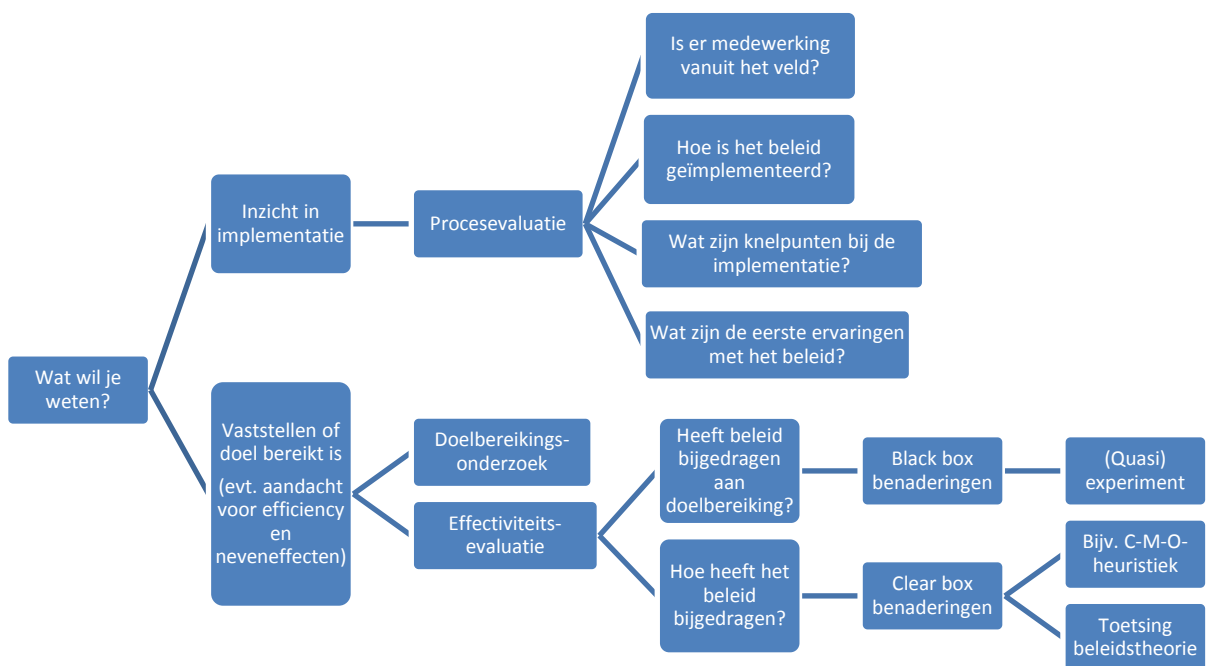 Wat wil je
weten?
Inzicht in
implementatie
Procesevaluatie
Is er medewerking
vanuit het veld?
Hoe is het beleid
geïmplementeerd?
Wat zijn knelpunten bij de
implementatie?
Wat zijn de eerste ervaringen
met het beleid?
Vaststellen of
doel bereikt is
(evt. aandacht
voor efficiency
en
neveneffecten)
Doelbereikings-
onderzoek
Effectiviteits-
evaluatie
Heeft beleid
bijgedragen
aan
doelbereiking?
Black box
benaderingen
(Quasi)
experiment
Hoe heeft het
beleid
bijgedragen?
Clear box
benaderingen
Bijv. C-M-O-
heuristiek
Toetsing
beleidstheorie